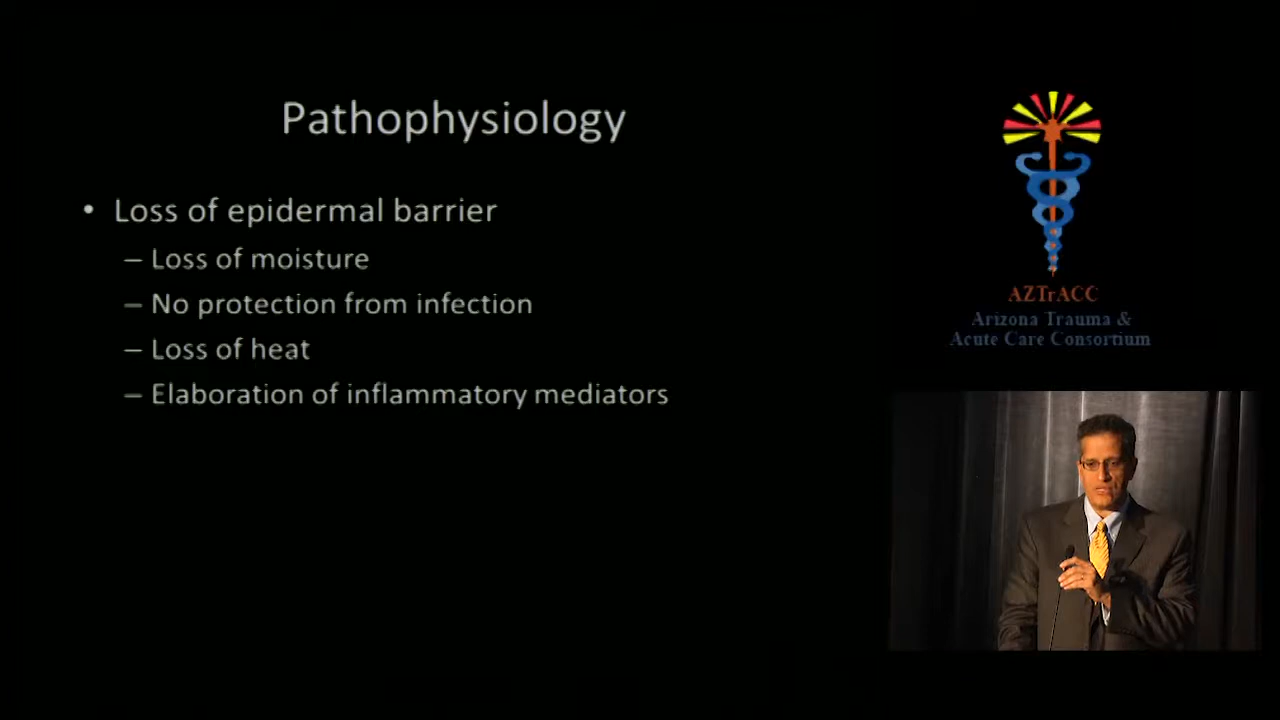 Pathophysiology
• Loss of epidermal barrier
– Loss of moisture
– No protection from infection
– Loss of heat
– Elaboration of inflammatory mediators
AZTrACC
Arizona Trauma &
Acute Care Consortium